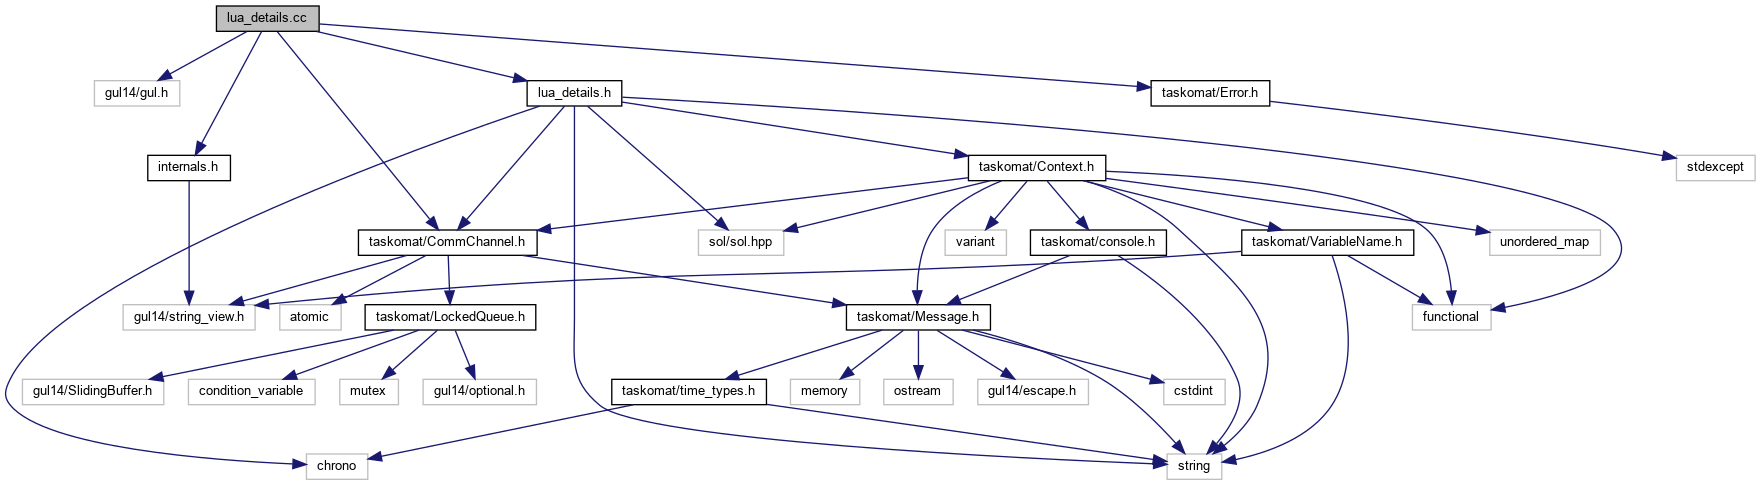 lua_details.cc
gul14/gul.h
lua_details.h
taskomat/Error.h
internals.h
taskomat/Context.h
stdexcept
taskomat/CommChannel.h
sol/sol.hpp
variant
taskomat/console.h
taskomat/VariableName.h
unordered_map
gul14/string_view.h
atomic
taskomat/LockedQueue.h
taskomat/Message.h
functional
gul14/SlidingBuffer.h
condition_variable
mutex
gul14/optional.h
taskomat/time_types.h
memory
ostream
gul14/escape.h
cstdint
chrono
string